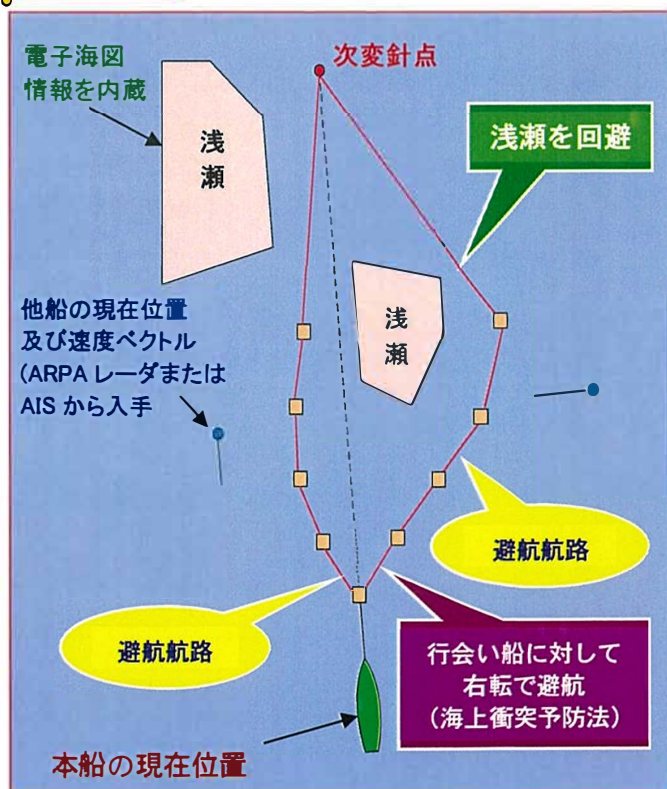 電子海図
情報を内蔵
次変針点
浅瀬
浅瀬を回避
他船の現在位置
及び速度ベクトル
(ARPA レーダまたは
AIS から入手
浅瀬
避航航路
避航航路
行会い船に対して
右転で避航
(海上衝突予防法)
本船の現在位置